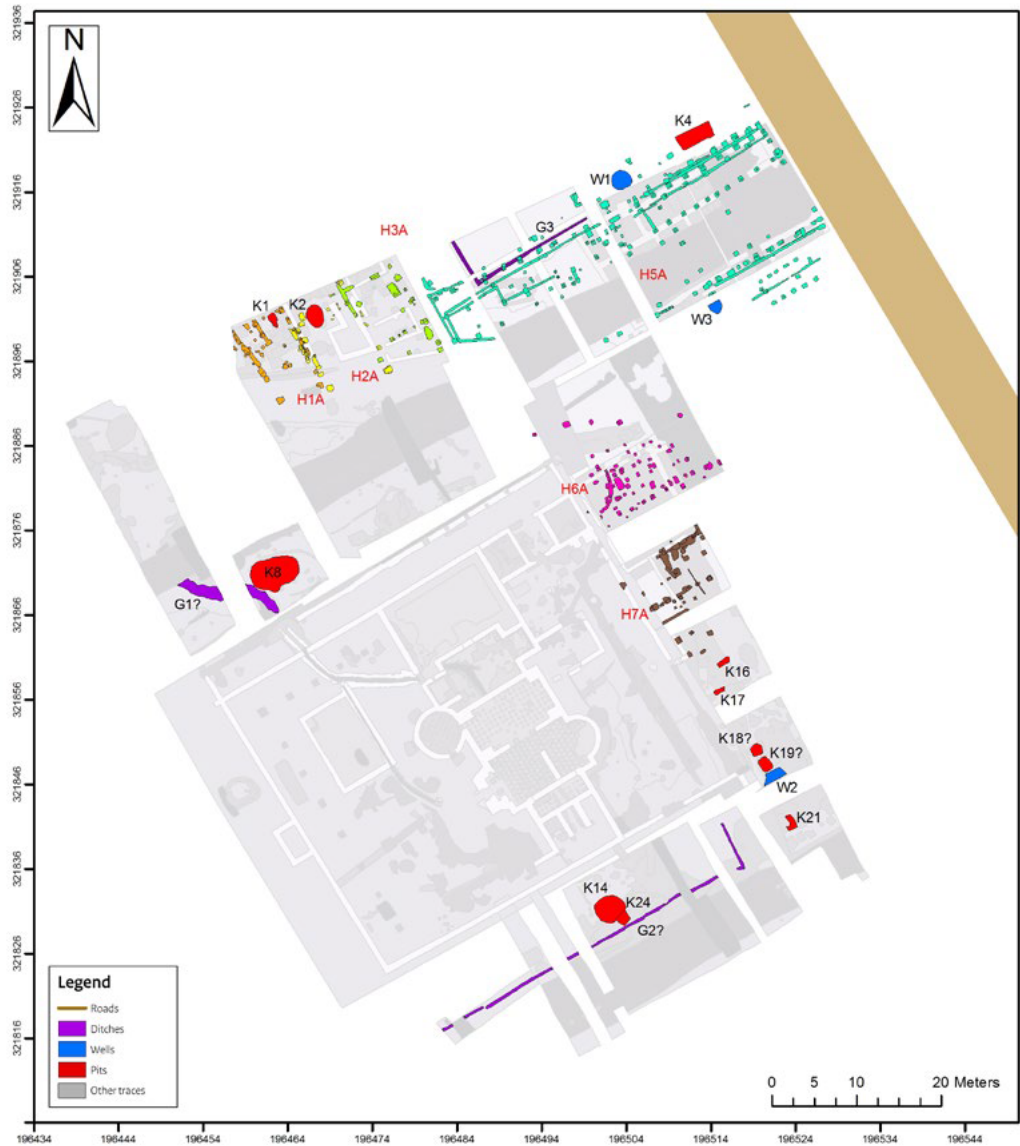 321936
N
321926
K4
W1
321916
G3
H3A
H5A
321906
K1
K2
W3
321896
H2A
H1A
321886
H6A
321876
K8
G1?
321866
H7A
K16
K17
321856
K18?
K19?
321846
W2
K21
321836
K14
K24
G2?
321826
Legend
Roads
Ditches
Wells
Pits
Other traces
321816
0 5 10 20 Meters
196434 196444 196454 196464 196474 196484 196494 196504 196514 196524 196534 196544